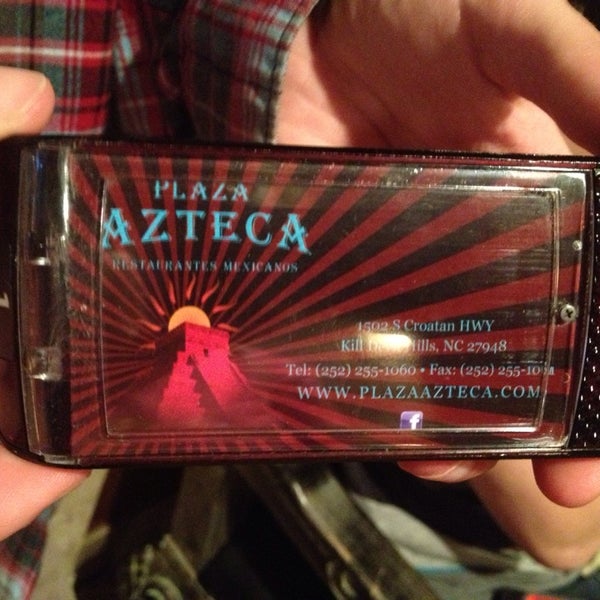 PLAZA
AZTECA
RESTAURANTES MEXICANOS
1502 S Croatan HWY
Kill Hills, NC 27948
Tel: (252) 255-1060 • Fax: (252)
WWW.PLAZAAZTECA.COM
f